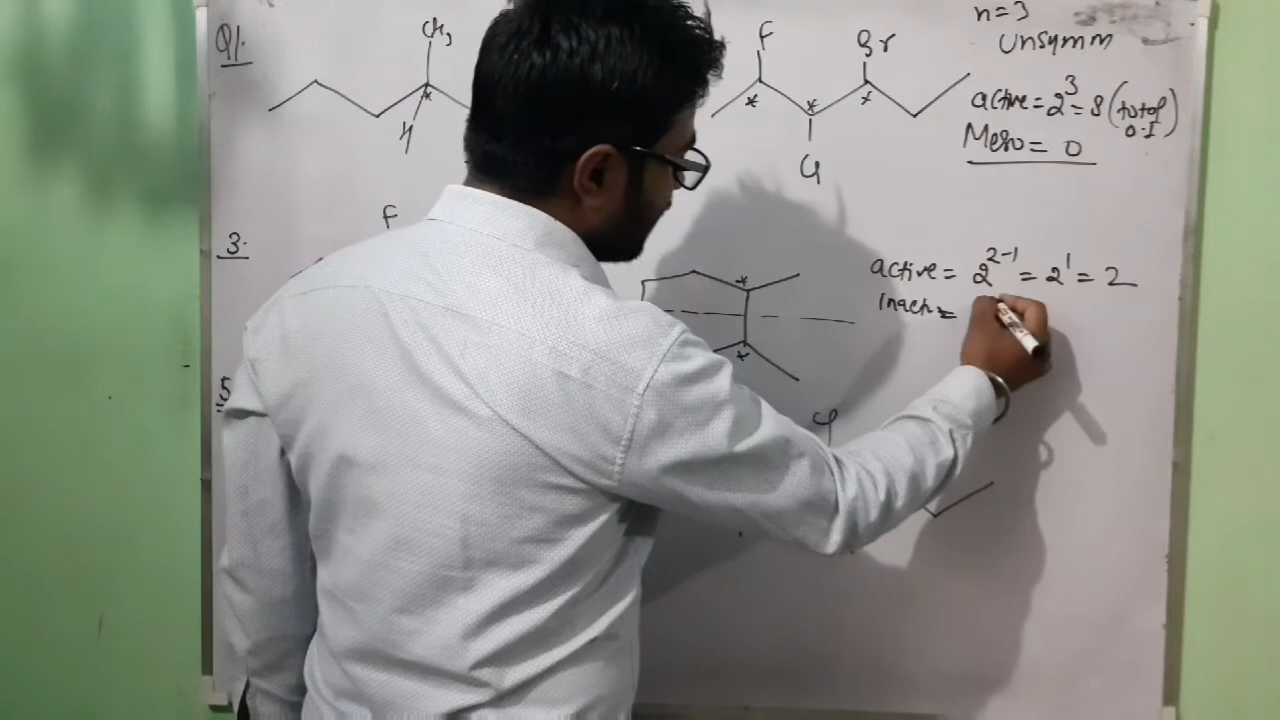 Q1.
CH3
H
F
Br
Cl
n=3
Unsymm
active = 2^3 = 8 (total
O.I)
Meso = 0
3.
F
active = 2^2-1 = 2^1 = 2
Inact =
5